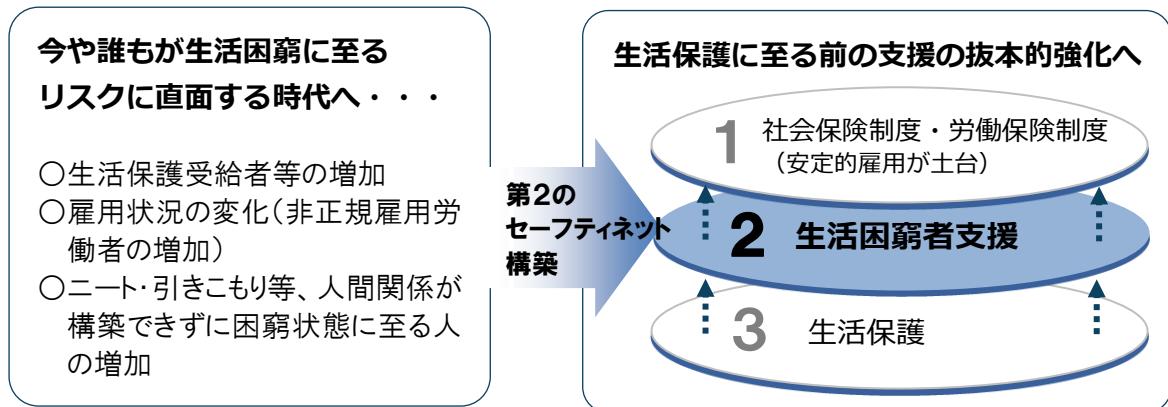 今や誰もが生活困窮に至る
リスクに直面する時代へ・・・
○生活保護受給者等の増加
○雇用状況の変化(非正規雇用労
働者の増加)
○ニート・引きこもり等、人間関係が
構築できずに困窮状態に至る人
の増加
第2の
セーフティネット
構築
生活保護に至る前の支援の抜本的強化へ
1 社会保険制度・労働保険制度
(安定的雇用が土台)
2 生活困窮者支援
3 生活保護